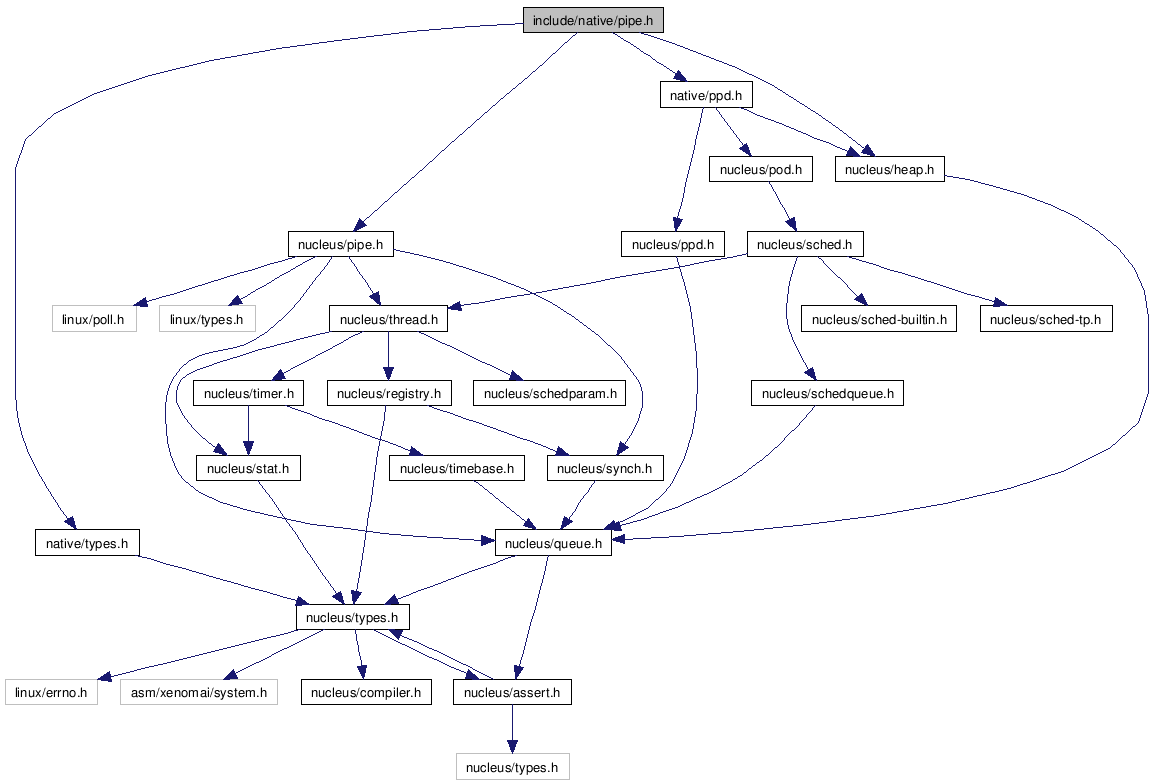 include/native/pipe.h
native/ppd.h
nucleus/pod.h
nucleus/heap.h
nucleus/pipe.h
nucleus/ppd.h
nucleus/sched.h
linux/poll.h
linux/types.h
nucleus/thread.h
nucleus/sched-builtin.h
nucleus/sched-tp.h
nucleus/timer.h
nucleus/registry.h
nucleus/schedparam.h
nucleus/schedqueue.h
nucleus/stat.h
nucleus/timebase.h
nucleus/synch.h
native/types.h
nucleus/queue.h
nucleus/types.h
linux/errno.h
asm/xenomai/system.h
nucleus/compiler.h
nucleus/assert.h
nucleus/types.h